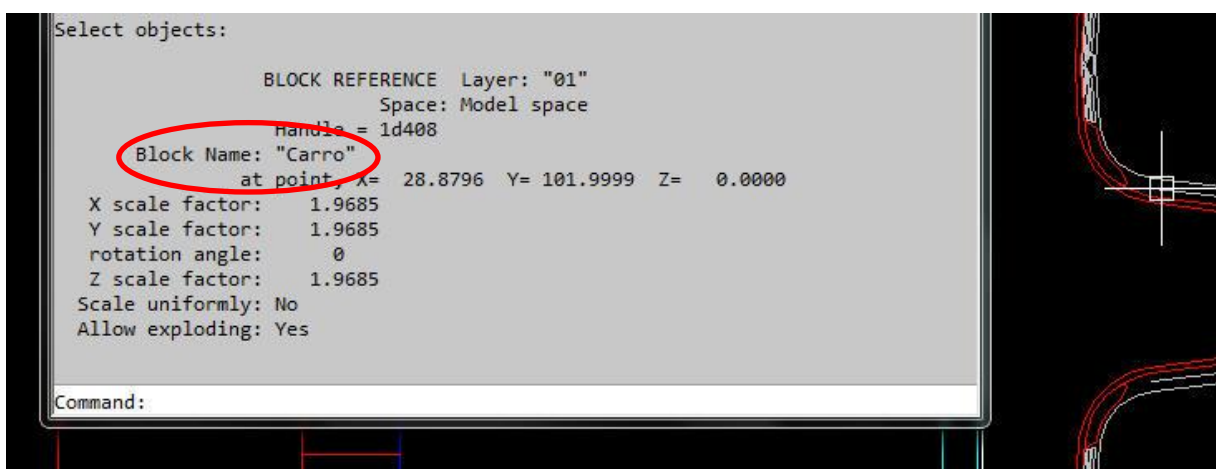 Select objects:
BLOCK REFERENCE Layer: "01"
Space: Model space
Handle = 1d408
Block Name: "Carro"
at point, X= 28.8796 Y= 101.9999 Z= 0.0000
X scale factor: 1.9685
Y scale factor: 1.9685
rotation angle: 0
Z scale factor: 1.9685
Scale uniformly: No
Allow exploding: Yes
Command: